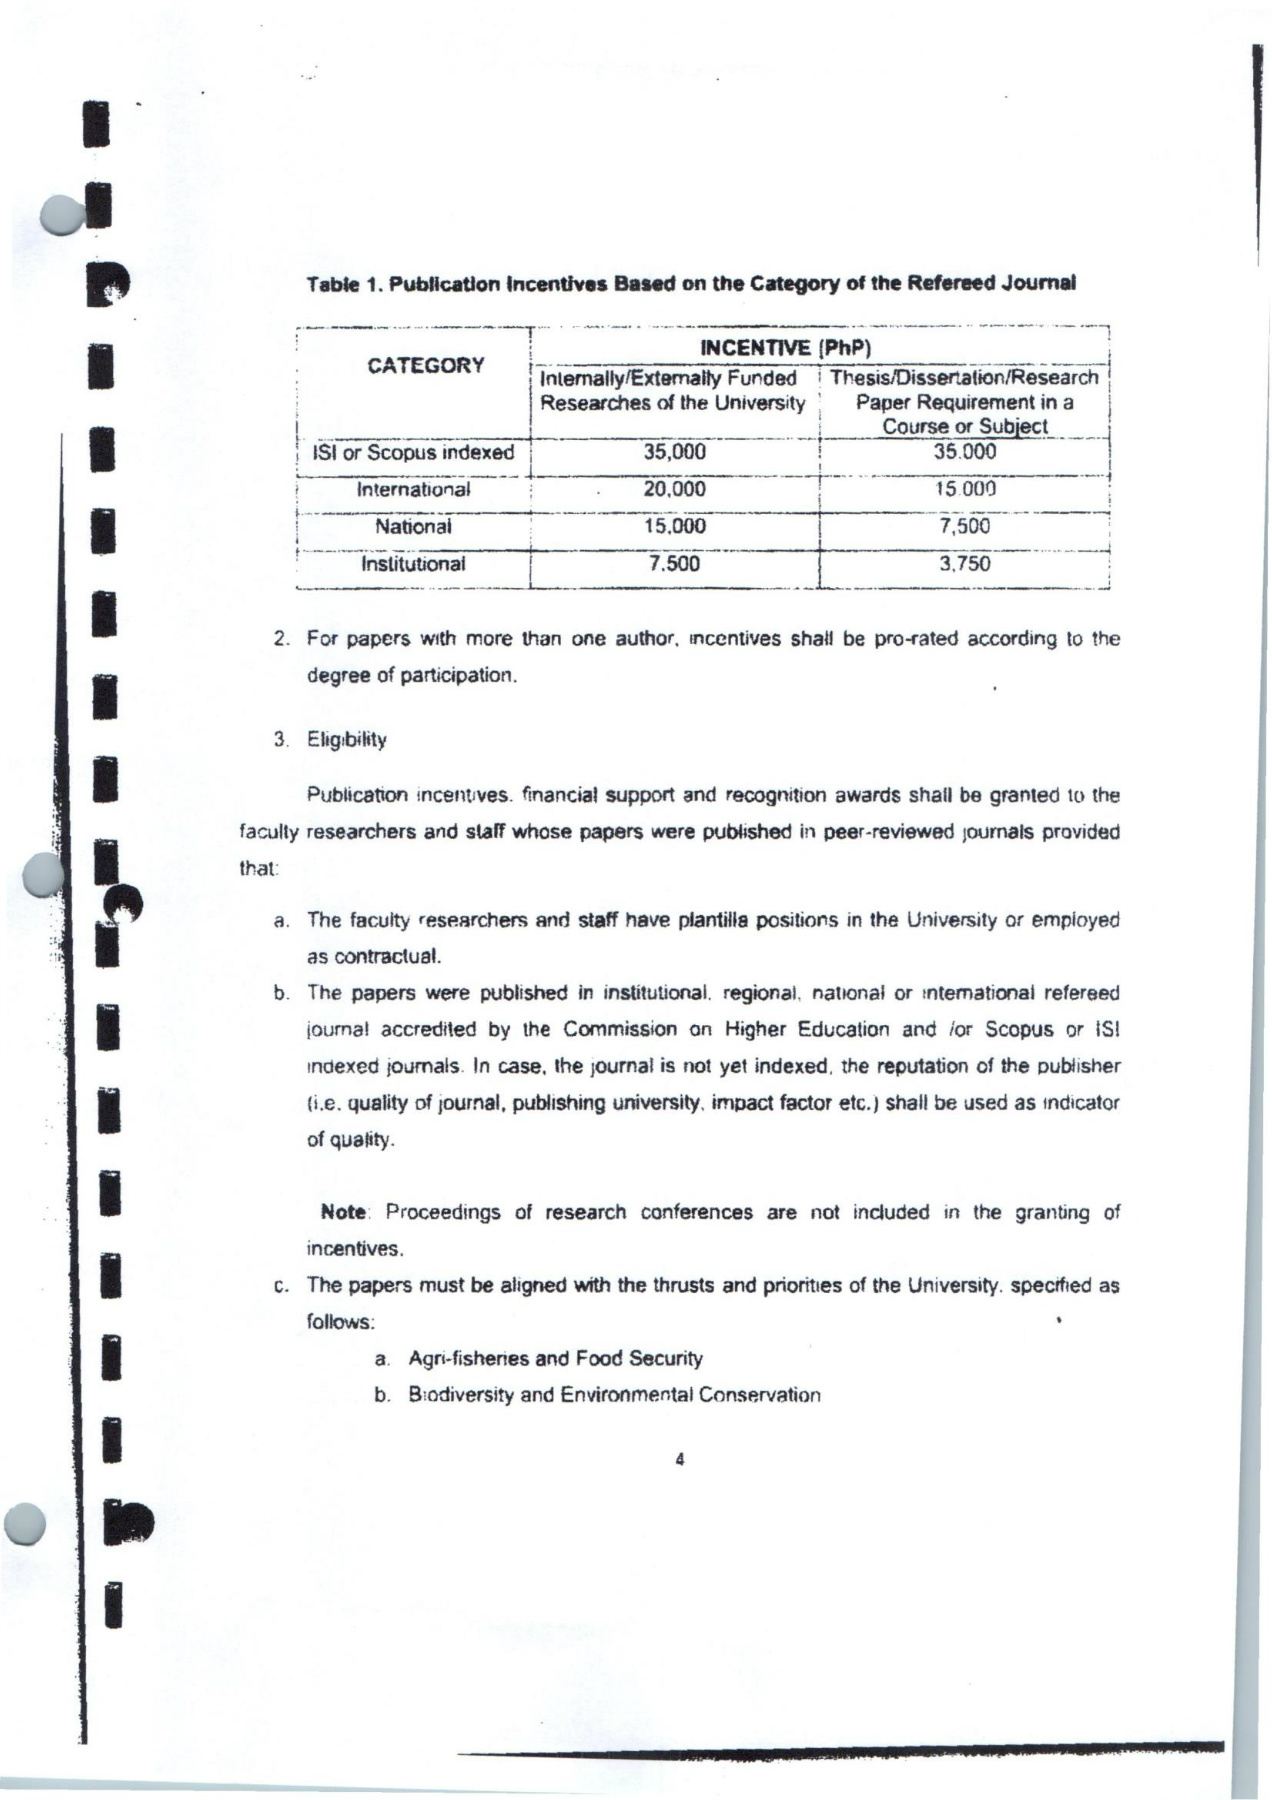 Table 1. Publication Incentives Based on the Category of the Refereed Journal
CATEGORY
INCENTIVE (PhP)
Internally/Externally Funded
Researches of the University
Thesis/Dissertation/Research
Paper Requirement in a
Course or Subject
ISI or Scopus indexed 35,000 35.000
International 20,000 15.000
National 15,000 7,500
Institutional 7.500 3,750
2. For papers with more than one author, incentives shall be pro-rated according to the
degree of participation.
3. Eligibility
Publication incentives. financial support and recognition awards shall be granted to the
faculty researchers and staff whose papers were published in peer-reviewed journals provided
that:
a. The faculty researchers and staff have plantilla positions in the University or employed
as contractual.
b. The papers were published in institutional, regional, national or international refereed
journal accredited by the Commission on Higher Education and /or Scopus or ISI
indexed journals. In case, the journal is not yet indexed, the reputation of the publisher
(i.e. quality of journal, publishing university, impact factor etc.) shall be used as indicator
of quality.
Note: Proceedings of research conferences are not included in the granting of
incentives.
c. The papers must be aligned with the thrusts and priorities of the University. specified as
follows:
a. Agri-fisheries and Food Security
b. Biodiversity and Environmental Conservation
4